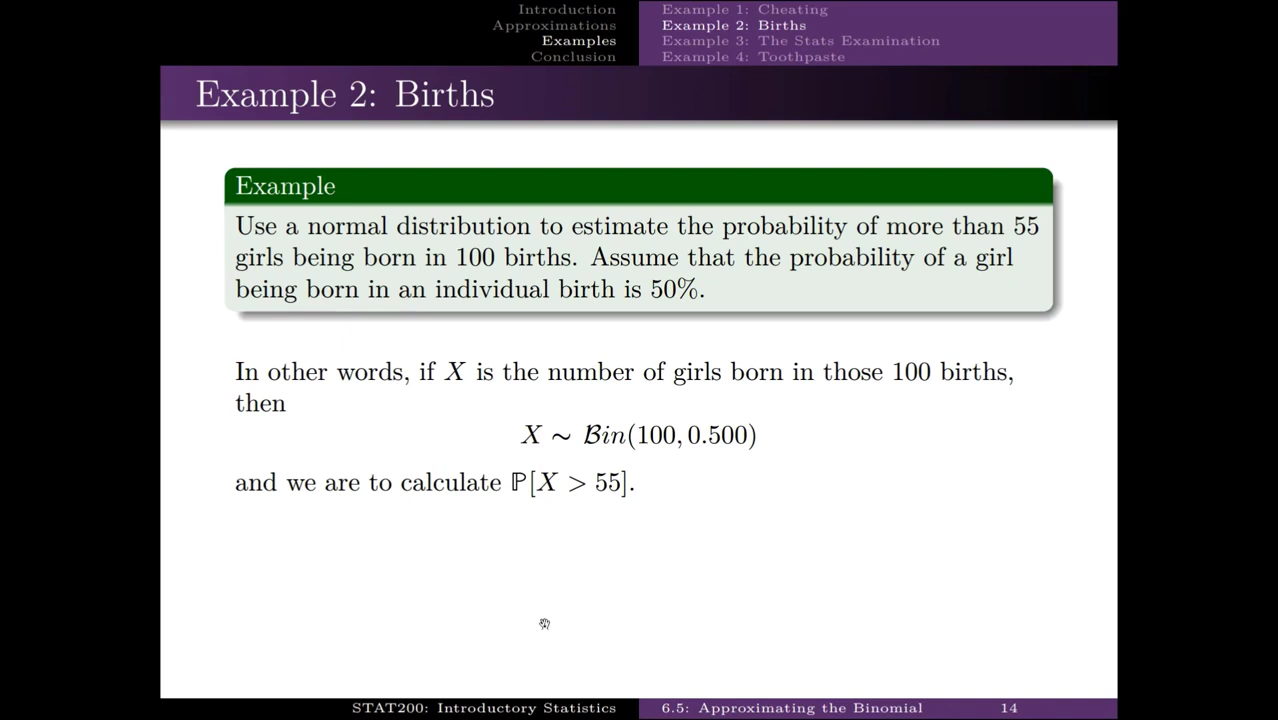 Introduction
Approximations
Examples
Conclusion
Example 1: Cheating
Example 2: Births
Example 3: The Stats Examination
Example 4: Toothpaste
Example 2: Births
Example
Use a normal distribution to estimate the probability of more than 55
girls being born in 100 births. Assume that the probability of a girl
being born in an individual birth is 50%.
In other words, if X is the number of girls born in those 100 births,
then
X ∼ ℬin(100, 0.500)
and we are to calculate ℙ[X > 55].
STAT200: Introductory Statistics
6.5: Approximating the Binomial
14